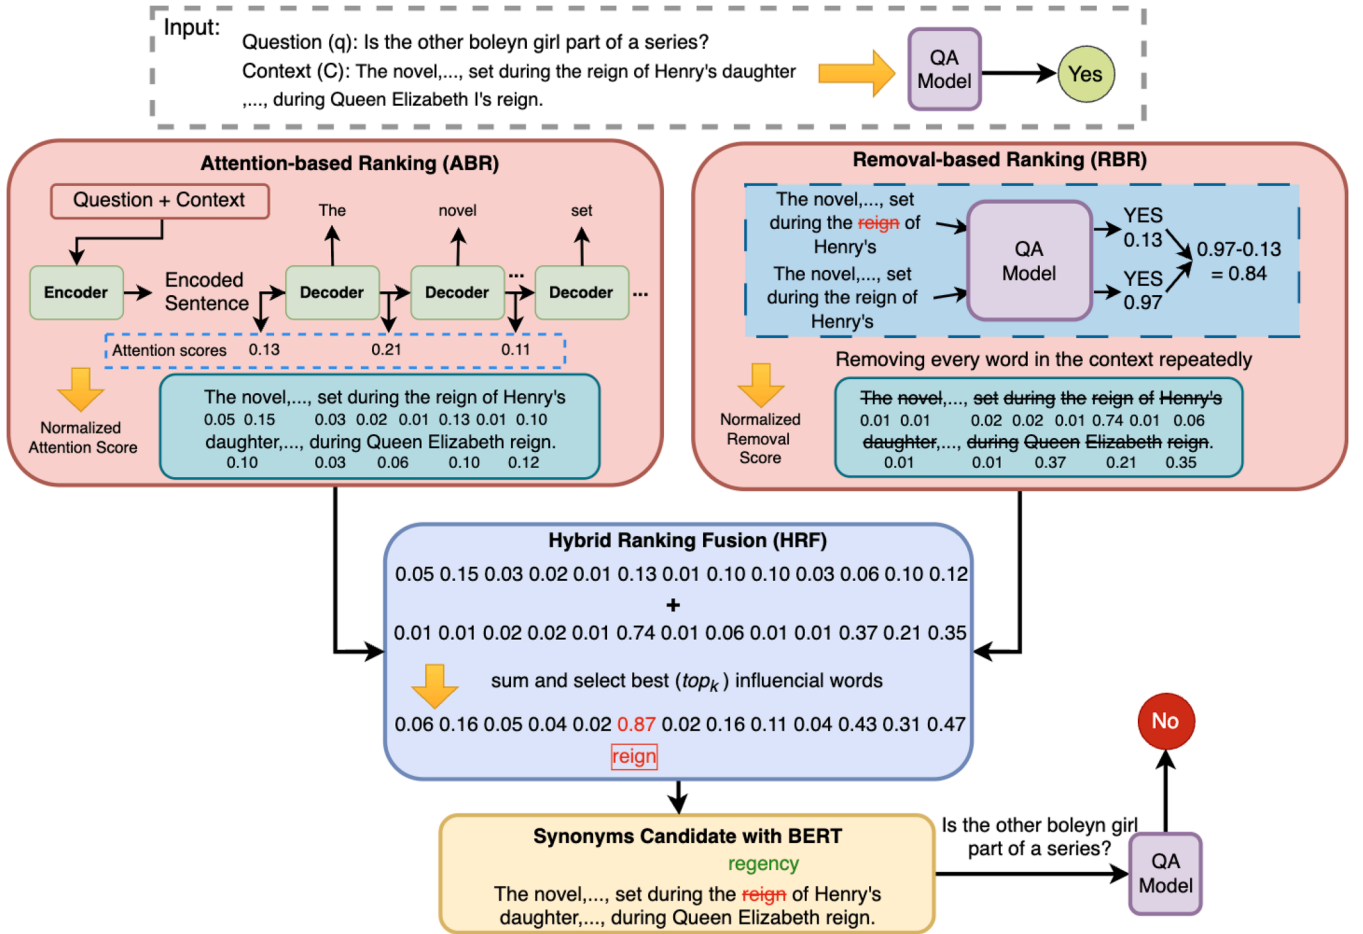 Input:
Question (q): Is the other boleyn girl part of a series?
Context (C): The novel,..., set during the reign of Henry's daughter
,..., during Queen Elizabeth I's reign.
QA
Model
Yes
Attention-based Ranking (ABR)
Question + Context
The
novel
set
Encoder
Encoded
Sentence
Decoder
Decoder
...
Decoder
...
Attention scores
0.13
0.21
0.11
Normalized
Attention Score
The novel,..., set during the reign of Henry's
0.05 0.15 0.03 0.02 0.01 0.13 0.01 0.10
daughter,..., during Queen Elizabeth reign.
0.10 0.03 0.06 0.10 0.12
Removal-based Ranking (RBR)
The novel,..., set
during the reign of
Henry's
The novel,..., set
during the reign of
Henry's
QA
Model
YES
0.13
YES
0.97
0.97-0.13
= 0.84
Removing every word in the context repeatedly
Normalized
Removal
Score
The novel,..., set during the reign of Henry's
0.01 0.01 0.02 0.02 0.01 0.74 0.01 0.06
daughter,..., during Queen Elizabeth reign.
0.01 0.01 0.37 0.21 0.35
Hybrid Ranking Fusion (HRF)
0.05 0.15 0.03 0.02 0.01 0.13 0.01 0.10 0.10 0.03 0.06 0.10 0.12
+
0.01 0.01 0.02 0.02 0.01 0.74 0.01 0.06 0.01 0.01 0.37 0.21 0.35
sum and select best (top_k) influencial words
0.06 0.16 0.05 0.04 0.02 0.87 0.02 0.16 0.11 0.04 0.43 0.31 0.47
reign
Synonyms Candidate with BERT
regency
The novel,..., set during the reign of Henry's
daughter,..., during Queen Elizabeth reign.
Is the other boleyn girl
part of a series?
QA
Model
No